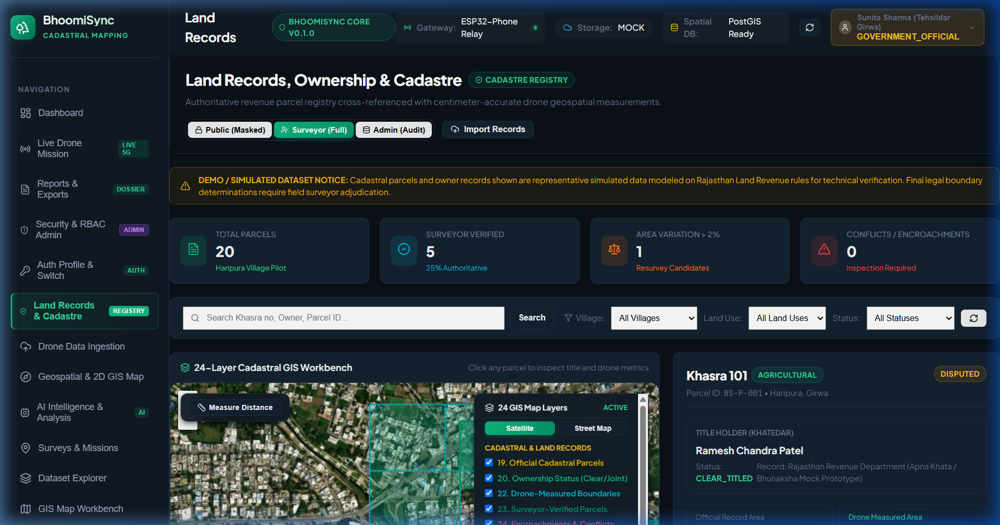 BhoomiSync
CADASTRAL MAPPING
NAVIGATION
Dashboard
Live Drone
Mission
LIVE
5G
Reports &
Exports
DOSSIER
Security & RBAC
Admin
ADMIN
Auth Profile &
Switch
AUTH
Land Records
& Cadastre
REGISTRY
Drone Data Ingestion
Geospatial & 2D GIS Map
AI Intelligence &
Analysis
AI
Surveys & Missions
Dataset Explorer
GIS Map Workbench
Land
Records
BHOOMISYNC CORE
V0.1.0
Gateway:
ESP32-Phone
Relay
Storage: MOCK
Spatial
DB:
PostGIS
Ready
Sunita Sharma (Tehsildar
Girwa)
GOVERNMENT_OFFICIAL
Land Records, Ownership & Cadastre
CADASTRE REGISTRY
Authoritative revenue parcel registry cross-referenced with centimeter-accurate drone geospatial measurements.
Public (Masked)
Surveyor (Full)
Admin (Audit)
Import Records
DEMO / SIMULATED DATASET NOTICE: Cadastral parcels and owner records shown are representative simulated data modeled on Rajasthan Land Revenue rules for technical verification. Final legal boundary
determinations require field surveyor adjudication.
TOTAL PARCELS
20
Haripura Village Pilot
SURVEYOR VERIFIED
5
25% Authoritative
AREA VARIATION > 2%
1
Resurvey Candidates
CONFLICTS / ENCROACHMENTS
0
Inspection Required
Search Khasra no, Owner, Parcel ID...
Search
Village:
All Villages
Land Use:
All Land Uses
Status:
All Statuses
24-Layer Cadastral GIS Workbench
Click any parcel to inspect title and drone metrics
Measure Distance
24 GIS Map Layers
ACTIVE
Satellite
Street Map
CADASTRAL & LAND RECORDS
19. Official Cadastral Parcels
20. Ownership Status (Clear/Joint)
22. Drone-Measured Boundaries
23. Surveyor-Verified Parcels
24. Encroachments & Conflicts
Khasra 101
AGRICULTURAL
DISPUTED
Parcel ID: BS-P-001 • Haripura, Girwa
TITLE HOLDER (KHATEDAR)
Ramesh Chandra Patel
Status:
CLEAR_TITLED
Record: Rajasthan Revenue Department (Apna Khata /
Bhunaksha Mock Prototype)
Official Record Area
Drone Measured Area